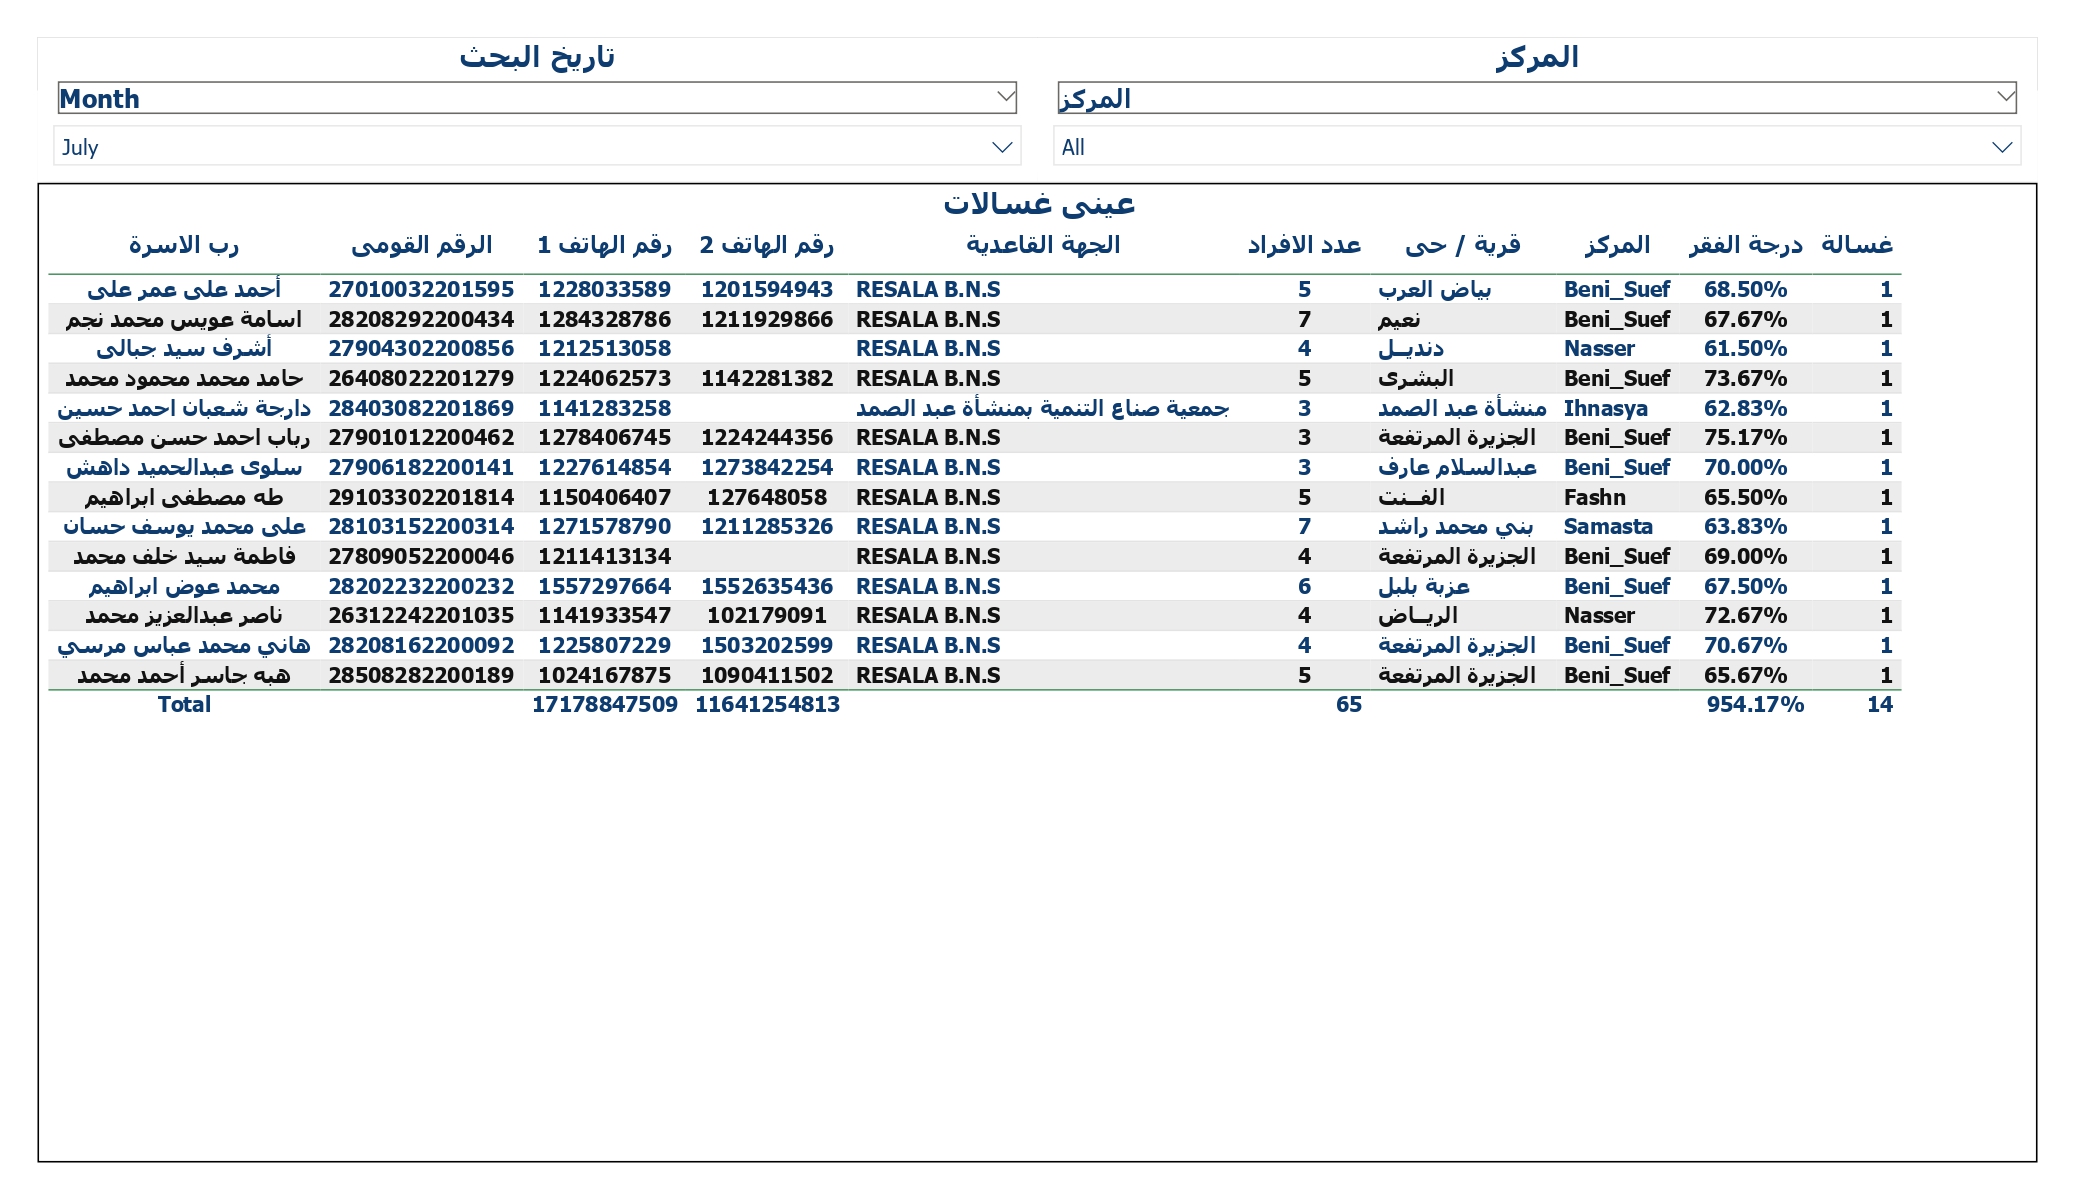 تاريخ البحث المركز
Month المركز
July All
عينى غسالات
رب الاسرة الرقم القومى رقم الهاتف 1 رقم الهاتف 2 الجهة القاعدية عدد الافراد قرية / حى المركز درجة الفقر غسالة
أحمد على عمر على 27010032201595 1228033589 1201594943 RESALA B.N.S 5 بياض العرب Beni_Suef 68.50% 1
اسامة عويس محمد نجم 28208292200434 1284328786 1211929866 RESALA B.N.S 7 نعيم Beni_Suef 67.67% 1
أشرف سيد جبالى 27904302200856 1212513058 RESALA B.N.S 4 دنديــل Nasser 61.50% 1
حامد محمد محمود محمد 26408022201279 1224062573 1142281382 RESALA B.N.S 5 البشرى Beni_Suef 73.67% 1
دارجة شعبان احمد حسين 28403082201869 1141283258 جمعية صناع التنمية بمنشأة عبد الصمد 3 منشأة عبد الصمد Ihnasya 62.83% 1
رباب احمد حسن مصطفى 27901012200462 1278406745 1224244356 RESALA B.N.S 3 الجزيرة المرتفعة Beni_Suef 75.17% 1
سلوى عبدالحميد داهش 27906182200141 1227614854 1273842254 RESALA B.N.S 3 عبدالسلام عارف Beni_Suef 70.00% 1
طه مصطفى ابراهيم 29103302201814 1150406407 127648058 RESALA B.N.S 5 الفــنت Fashn 65.50% 1
على محمد يوسف حسان 28103152200314 1271578790 1211285326 RESALA B.N.S 7 بني محمد راشد Samasta 63.83% 1
فاطمة سيد خلف محمد 27809052200046 1211413134 RESALA B.N.S 4 الجزيرة المرتفعة Beni_Suef 69.00% 1
محمد عوض ابراهيم 28202232200232 1557297664 1552635436 RESALA B.N.S 6 عزبة بلبل Beni_Suef 67.50% 1
ناصر عبدالعزيز محمد 26312242201035 1141933547 102179091 RESALA B.N.S 4 الريــاض Nasser 72.67% 1
هاني محمد عباس مرسي 28208162200092 1225807229 1503202599 RESALA B.N.S 4 الجزيرة المرتفعة Beni_Suef 70.67% 1
هبه جاسر أحمد محمد 28508282200189 1024167875 1090411502 RESALA B.N.S 5 الجزيرة المرتفعة Beni_Suef 65.67% 1
Total 17178847509 11641254813 65 954.17% 14